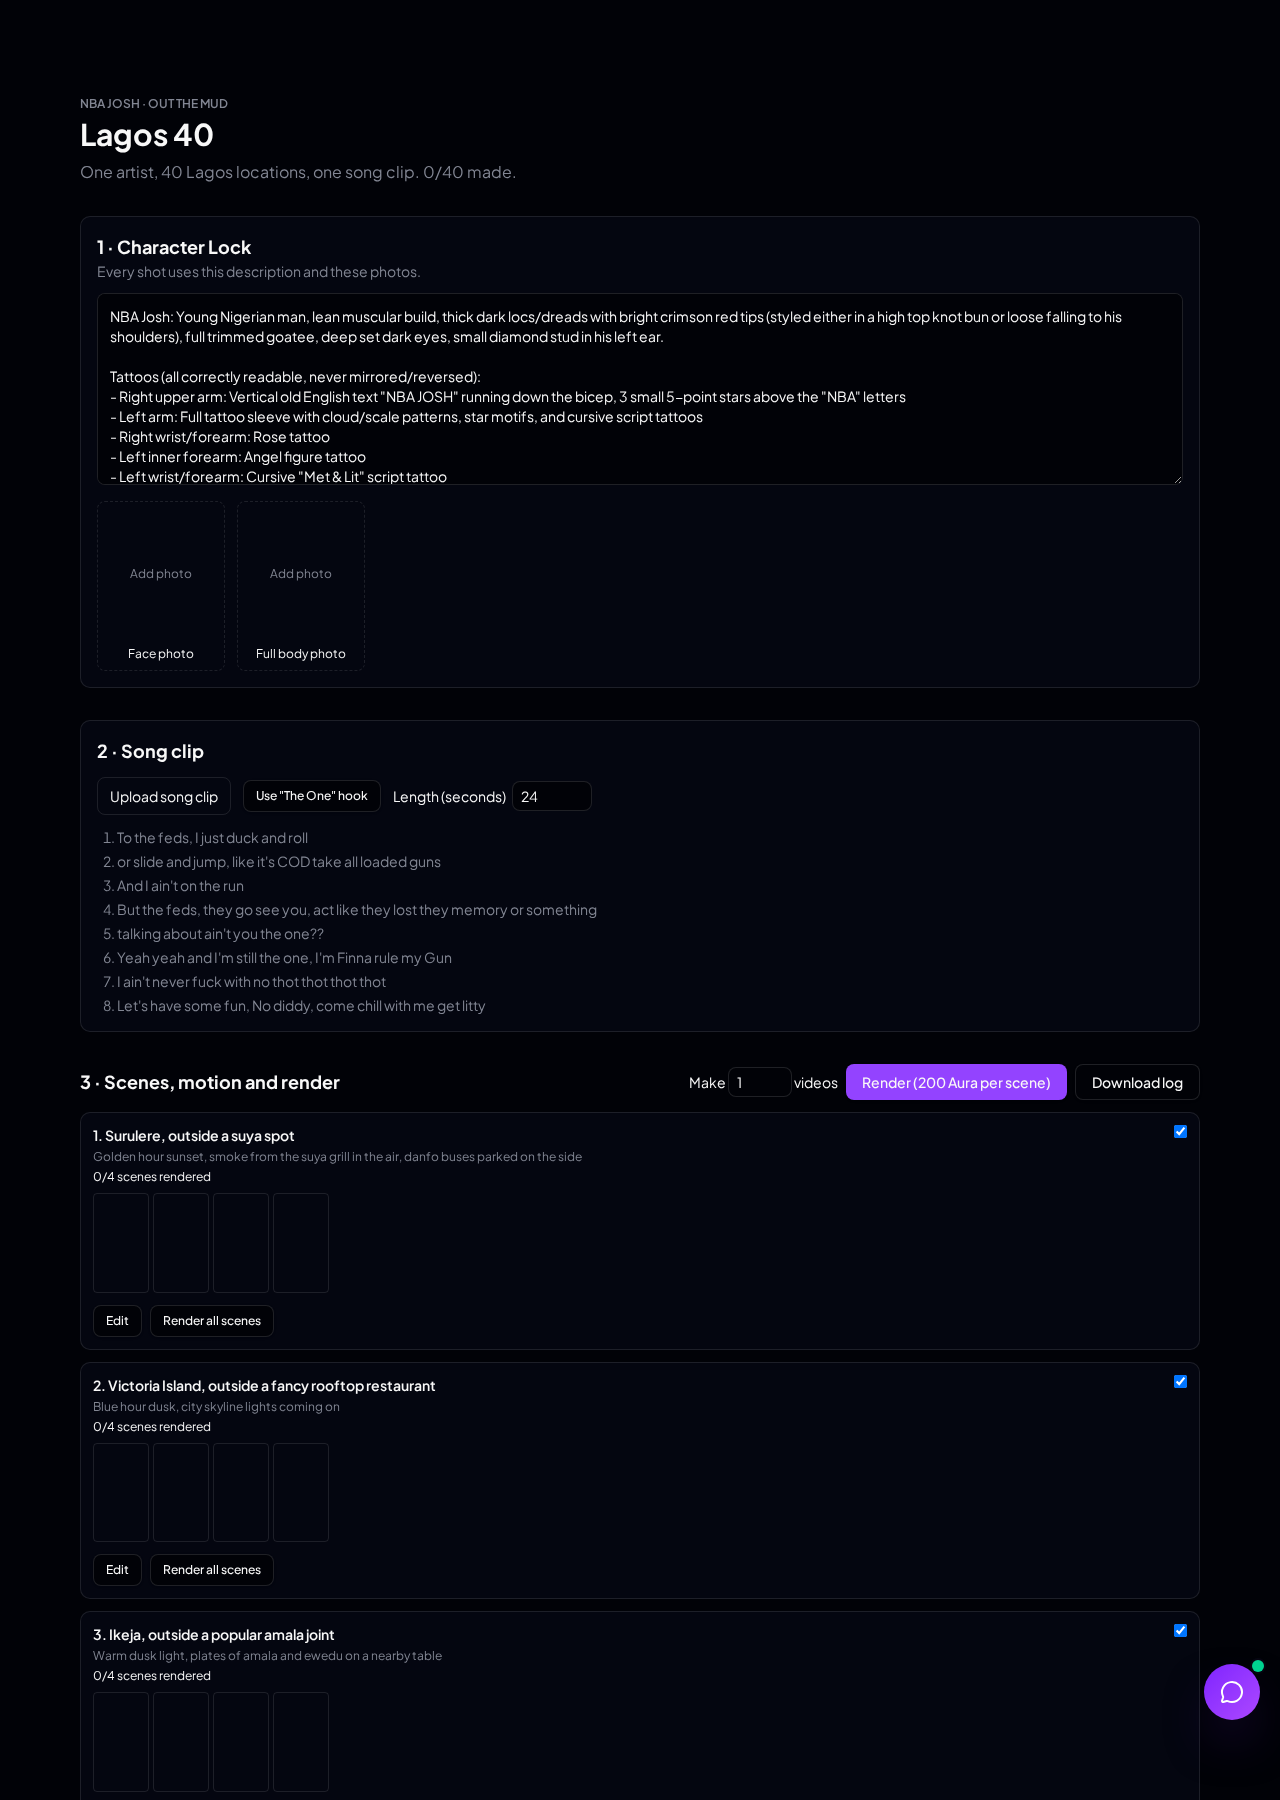 NBA JOSH · OUT THE MUD
Lagos 40
One artist, 40 Lagos locations, one song clip. 0/40 made.
1 · Character Lock
Every shot uses this description and these photos.
NBA Josh: Young Nigerian man, lean muscular build, thick dark locs/dreads with bright crimson red tips (styled either in a high top knot bun or loose falling to his
shoulders), full trimmed goatee, deep set dark eyes, small diamond stud in his left ear.
Tattoos (all correctly readable, never mirrored/reversed):
- Right upper arm: Vertical old English text "NBA JOSH" running down the bicep, 3 small 5-point stars above the "NBA" letters
- Left arm: Full tattoo sleeve with cloud/scale patterns, star motifs, and cursive script tattoos
- Right wrist/forearm: Rose tattoo
- Left inner forearm: Angel figure tattoo
- Left wrist/forearm: Cursive "Met & Lit" script tattoo
Add photo
Add photo
Face photo
Full body photo
2 · Song clip
Upload song clip
Use "The One" hook
Length (seconds)
24
1. To the feds, I just duck and roll
2. or slide and jump, like it's COD take all loaded guns
3. And I ain't on the run
4. But the feds, they go see you, act like they lost they memory or something
5. talking about ain't you the one??
6. Yeah yeah and I'm still the one, I'm Finna rule my Gun
7. I ain't never fuck with no thot thot thot thot
8. Let's have some fun, No diddy, come chill with me get litty
3 · Scenes, motion and render
Make 1 videos
Render (200 Aura per scene)
Download log
1. Surulere, outside a suya spot
Golden hour sunset, smoke from the suya grill in the air, danfo buses parked on the side
0/4 scenes rendered
Edit
Render all scenes
2. Victoria Island, outside a fancy rooftop restaurant
Blue hour dusk, city skyline lights coming on
0/4 scenes rendered
Edit
Render all scenes
3. Ikeja, outside a popular amala joint
Warm dusk light, plates of amala and ewedu on a nearby table
0/4 scenes rendered